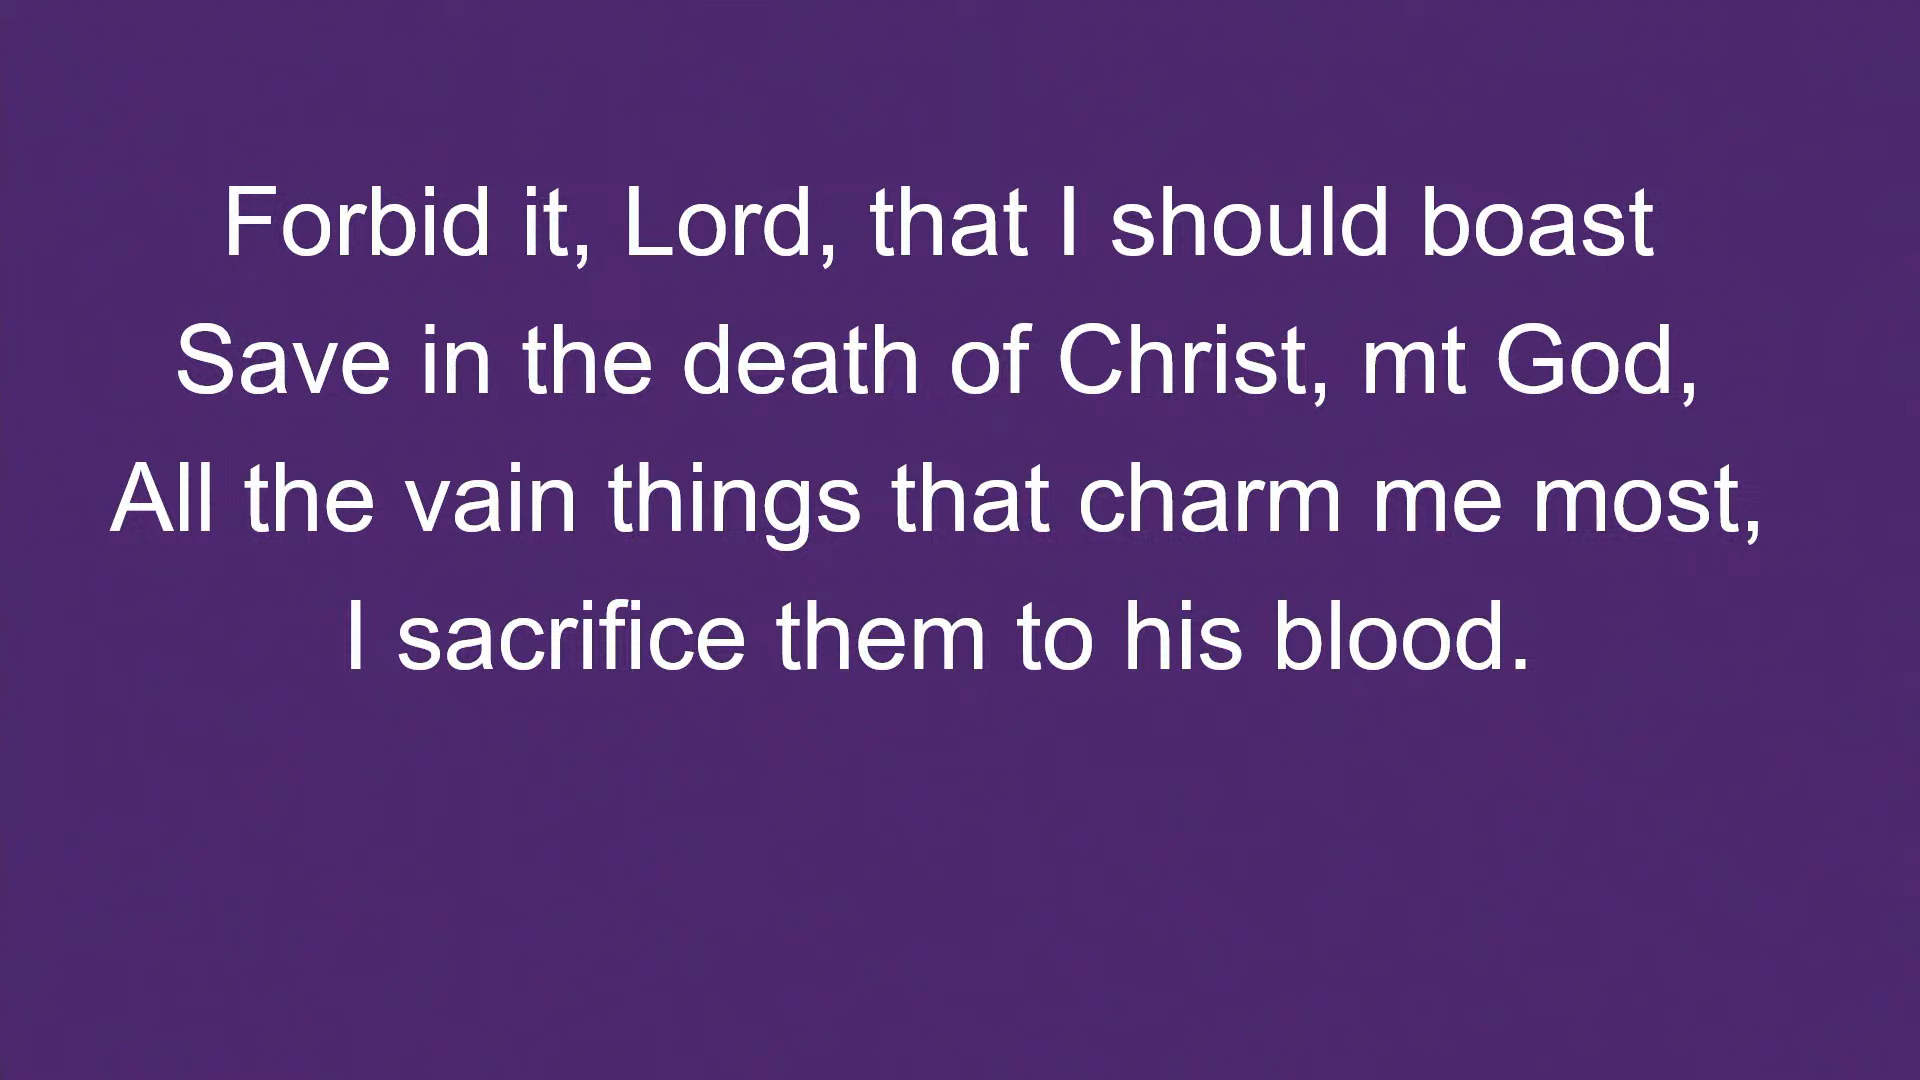 Forbid it, Lord, that I should boast
Save in the death of Christ, mt God,
All the vain things that charm me most,
I sacrifice them to his blood.